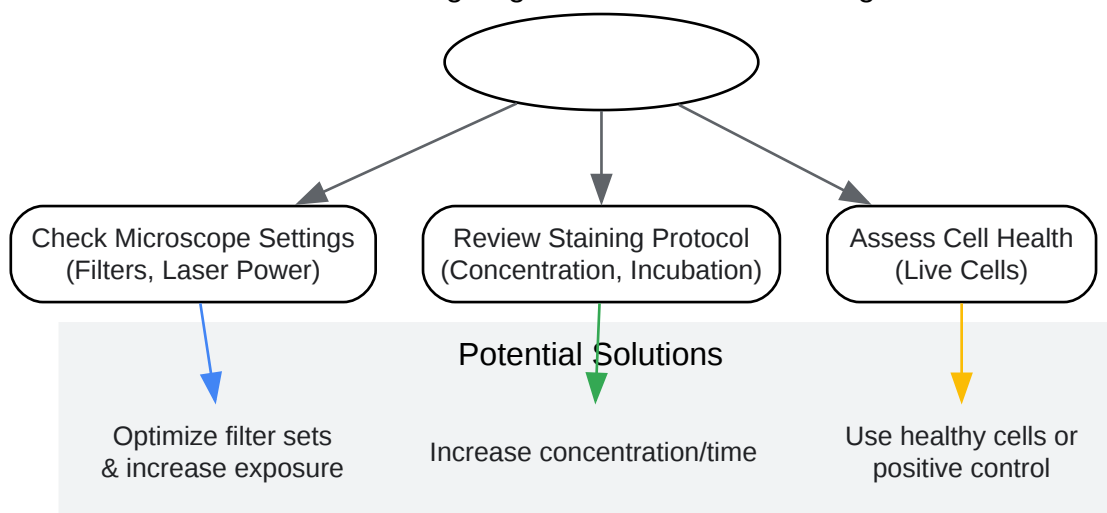 Check Microscope Settings
(Filters, Laser Power)
Review Staining Protocol
(Concentration, Incubation)
Assess Cell Health
(Live Cells)
Potential Solutions
Optimize filter sets
& increase exposure
Increase concentration/time
Use healthy cells or
positive control